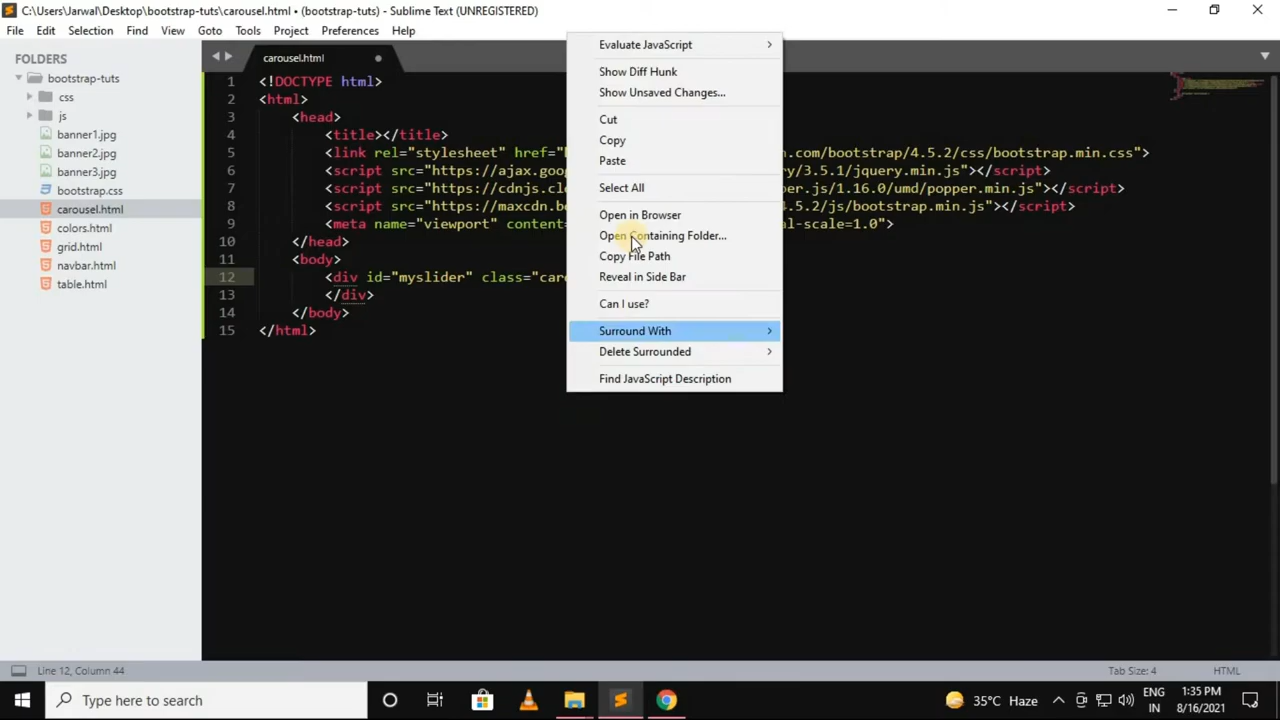 C:\Users\Jarwal\Desktop\bootstrap-tuts\carousel.html • (bootstrap-tuts) - Sublime Text (UNREGISTERED)
File Edit Selection Find View Goto Tools Project Preferences Help
FOLDERS
bootstrap-tuts
css
js
banner1.jpg
banner2.jpg
banner3.jpg
bootstrap.css
carousel.html
colors.html
grid.html
navbar.html
table.html
carousel.html
1 <!DOCTYPE html>
2 <html>
3 <head>
4 <title></title>
5 <link rel="stylesheet" href=" com/bootstrap/4.5.2/css/bootstrap.min.css">
6 <script src="https://ajax.goo y/3.5.1/jquery.min.js"></script>
7 <script src="https://cdnjs.clo per.js/1.16.0/umd/popper.min.js"></script>
8 <script src="https://maxcdn.b 4.5.2/js/bootstrap.min.js"></script>
9 <meta name="viewport" content al-scale=1.0">
10 </head>
11 <body>
12 <div id="myslider" class="car
13 </div>
14 </body>
15 </html>
Evaluate JavaScript
Show Diff Hunk
Show Unsaved Changes...
Cut
Copy
Paste
Select All
Open in Browser
Open Containing Folder...
Copy File Path
Reveal in Side Bar
Can I use?
Surround With
Delete Surrounded
Find JavaScript Description
Line 12, Column 44
Tab Size: 4
HTML
Type here to search
35°C Haze
ENG
IN
1:35 PM
8/16/2021